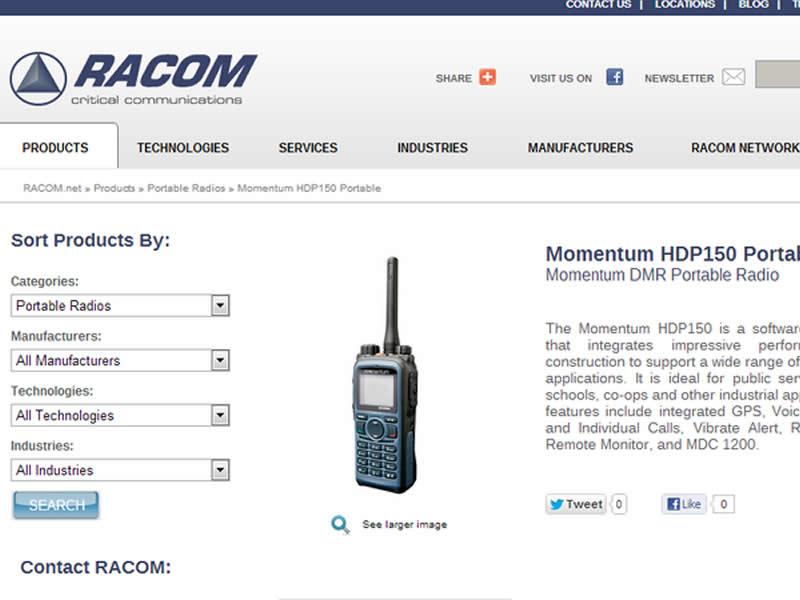 CONTACT US | LOCATIONS | BLOG |
RACOM
critical communications
SHARE VISIT US ON NEWSLETTER
PRODUCTS TECHNOLOGIES SERVICES INDUSTRIES MANUFACTURERS RACOM NETWORK
RACOM.net » Products » Portable Radios » Momentum HDP150 Portable
Sort Products By:
Categories:
Portable Radios
Manufacturers:
All Manufacturers
Technologies:
All Technologies
Industries:
All Industries
SEARCH
Contact RACOM:
See larger image
Momentum HDP150 Portab
Momentum DMR Portable Radio
The Momentum HDP150 is a softwar
that integrates impressive perform
construction to support a wide range of
applications. It is ideal for public ser
schools, co-ops and other industrial app
features include integrated GPS, Voic
and Individual Calls, Vibrate Alert, R
Remote Monitor, and MDC 1200.
Tweet 0 Like 0